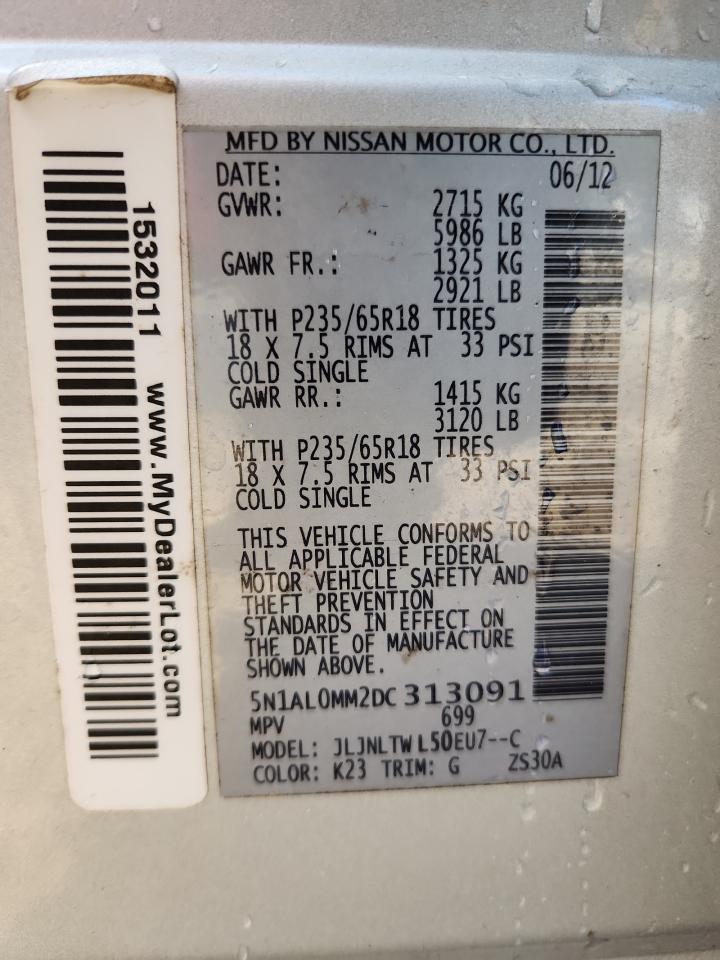 1532011 www.MyDealerLot.com
MFD BY NISSAN MOTOR CO., LTD.
DATE: 06/12
GVWR: 2715 KG
5986 LB
GAWR FR.: 1325 KG
2921 LB
WITH P235/65R18 TIRES
18 X 7.5 RIMS AT 33 PSI
COLD SINGLE
GAWR RR.: 1415 KG
3120 LB
WITH P235/65R18 TIRES
18 X 7.5 RIMS AT 33 PSI
COLD SINGLE
THIS VEHICLE CONFORMS TO
ALL APPLICABLE FEDERAL
MOTOR VEHICLE SAFETY AND
THEFT PREVENTION
STANDARDS IN EFFECT ON
THE DATE OF MANUFACTURE
SHOWN ABOVE.
5N1AL0MM2DC 313091
MPV 699
MODEL: JLJNLTW L50EU7--C
COLOR: K23 TRIM: G ZS30A